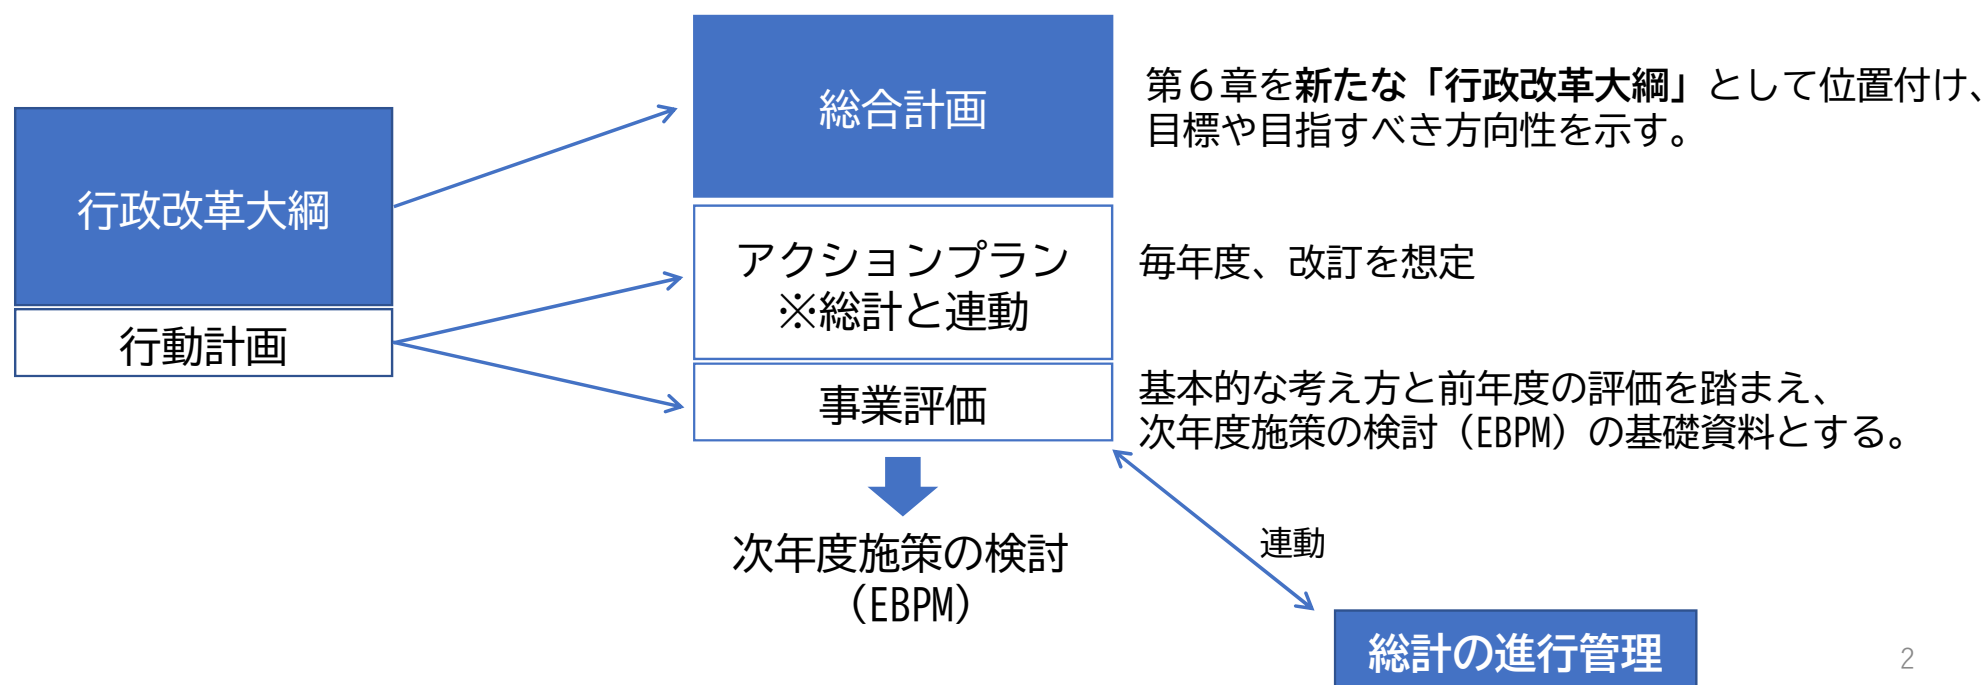 行政改革大綱
行動計画
総合計画
第６章を新たな「行政改革大綱」として位置付け、
目標や目指すべき方向性を示す。
アクションプラン
※総計と連動
毎年度、改訂を想定
事業評価
基本的な考え方と前年度の評価を踏まえ、
次年度施策の検討（EBPM）の基礎資料とする。
次年度施策の検討
（EBPM）
連動
総計の進行管理
2